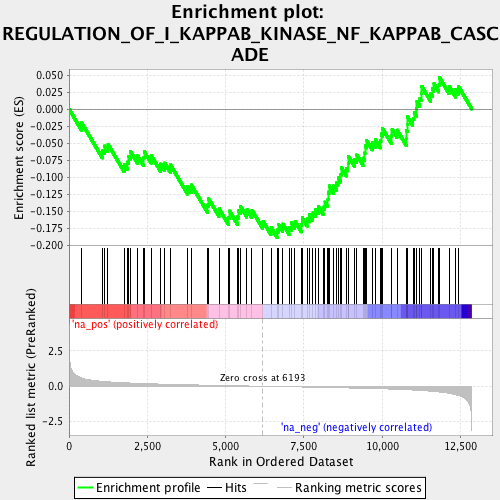 Enrichment plot:
REGULATION_OF_I_KAPPAB_KINASE_NF_KAPPAB_CASC
ADE
Enrichment score (ES)
0.050
0.025
0.000
-0.025
-0.050
-0.075
-0.100
-0.125
-0.150
-0.175
-0.200
'na_pos' (positively correlated)
Ranked list metric (PreRanked)
2.5
0.0
-2.5
Zero cross at 6193
'na_neg' (negatively correlated)
0
2,500
5,000
7,500
10,000
12,500
Rank in Ordered Dataset
Enrichment profile
Hits
Ranking metric scores